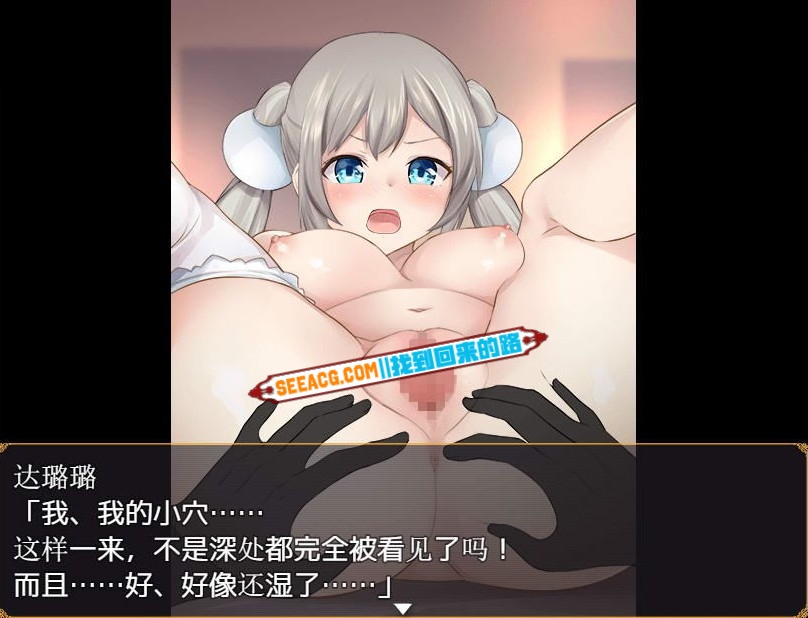 SEEACG.COM||找到回来的路
达璐璐
「我、我的小穴……
这样一来，不是深处都完全被看见了吗！
而且……好、好像还湿了……」